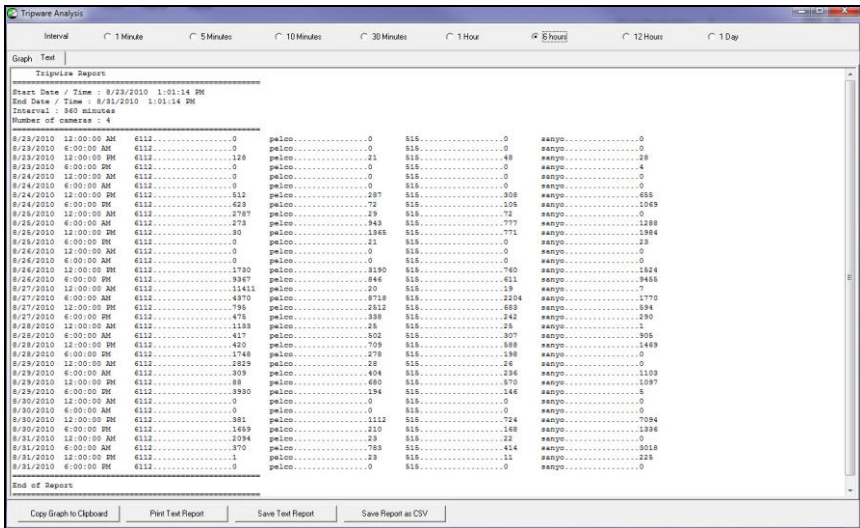 Tripware Analysis
Interval 1 Minute 5 Minutes 10 Minutes 30 Minutes 1 Hour 6 hours 12 Hours 1 Day
Graph Text
Tripwire Report
==================================================
Start Date / Time : 8/23/2010 1:01:14 PM
End Date / Time : 8/31/2010 1:01:14 PM
Interval : 360 minutes
Number of cameras : 4
==================================================
8/23/2010 12:00:00 AM 6112................0 pelco................0 515................0 sanyo................0
8/23/2010 6:00:00 AM 6112................0 pelco................0 515................0 sanyo................0
8/23/2010 12:00:00 PM 6112................128 pelco................21 515................48 sanyo................28
8/23/2010 6:00:00 PM 6112................0 pelco................0 515................0 sanyo................4
8/24/2010 12:00:00 AM 6112................0 pelco................0 515................0 sanyo................0
8/24/2010 6:00:00 AM 6112................0 pelco................0 515................0 sanyo................0
8/24/2010 12:00:00 PM 6112................512 pelco................287 515................308 sanyo................655
8/24/2010 6:00:00 PM 6112................623 pelco................72 515................105 sanyo................1069
8/25/2010 12:00:00 AM 6112................2787 pelco................29 515................72 sanyo................0
8/25/2010 6:00:00 AM 6112................273 pelco................943 515................777 sanyo................1288
8/25/2010 12:00:00 PM 6112................30 pelco................1365 515................771 sanyo................1984
8/25/2010 6:00:00 PM 6112................0 pelco................21 515................0 sanyo................23
8/26/2010 12:00:00 AM 6112................0 pelco................0 515................0 sanyo................0
8/26/2010 6:00:00 AM 6112................0 pelco................0 515................0 sanyo................0
8/26/2010 12:00:00 PM 6112................1730 pelco................3190 515................760 sanyo................1524
8/26/2010 6:00:00 PM 6112................9367 pelco................846 515................611 sanyo................9455
8/27/2010 12:00:00 AM 6112................11411 pelco................20 515................19 sanyo................7
8/27/2010 6:00:00 AM 6112................4370 pelco................8718 515................2204 sanyo................1770
8/27/2010 12:00:00 PM 6112................795 pelco................2512 515................683 sanyo................594
8/27/2010 6:00:00 PM 6112................475 pelco................338 515................242 sanyo................290
8/28/2010 12:00:00 AM 6112................1133 pelco................25 515................25 sanyo................1
8/28/2010 6:00:00 AM 6112................417 pelco................502 515................307 sanyo................905
8/28/2010 12:00:00 PM 6112................420 pelco................709 515................588 sanyo................1469
8/28/2010 6:00:00 PM 6112................1748 pelco................278 515................198 sanyo................0
8/29/2010 12:00:00 AM 6112................2829 pelco................28 515................26 sanyo................0
8/29/2010 6:00:00 AM 6112................309 pelco................404 515................236 sanyo................1103
8/29/2010 12:00:00 PM 6112................88 pelco................680 515................570 sanyo................1097
8/29/2010 6:00:00 PM 6112................3930 pelco................194 515................146 sanyo................5
8/30/2010 12:00:00 AM 6112................0 pelco................0 515................0 sanyo................0
8/30/2010 6:00:00 AM 6112................0 pelco................0 515................0 sanyo................0
8/30/2010 12:00:00 PM 6112................381 pelco................1112 515................724 sanyo................7094
8/30/2010 6:00:00 PM 6112................1659 pelco................210 515................168 sanyo................1336
8/31/2010 12:00:00 AM 6112................2094 pelco................23 515................22 sanyo................0
8/31/2010 6:00:00 AM 6112................370 pelco................783 515................414 sanyo................3018
8/31/2010 12:00:00 PM 6112................1 pelco................23 515................11 sanyo................225
8/31/2010 6:00:00 PM 6112................0 pelco................0 515................0 sanyo................0
==================================================
End of Report
==================================================
Copy Graph to Clipboard Print Text Report Save Text Report Save Report as CSV